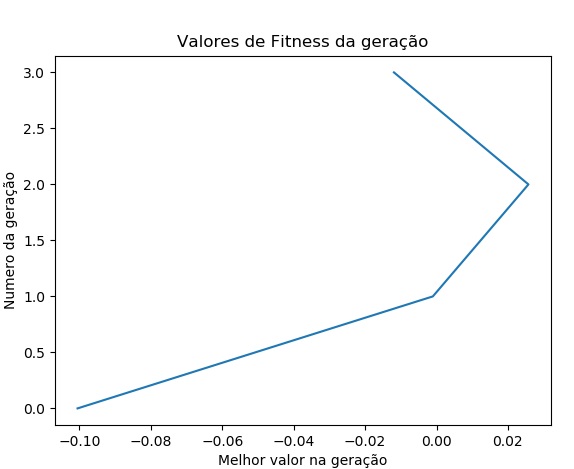 Valores de Fitness da geração
3.0
2.5
2.0
1.5
1.0
0.5
0.0
Numero da geração
−0.10 −0.08 −0.06 −0.04 −0.02 0.00 0.02
Melhor valor na geração